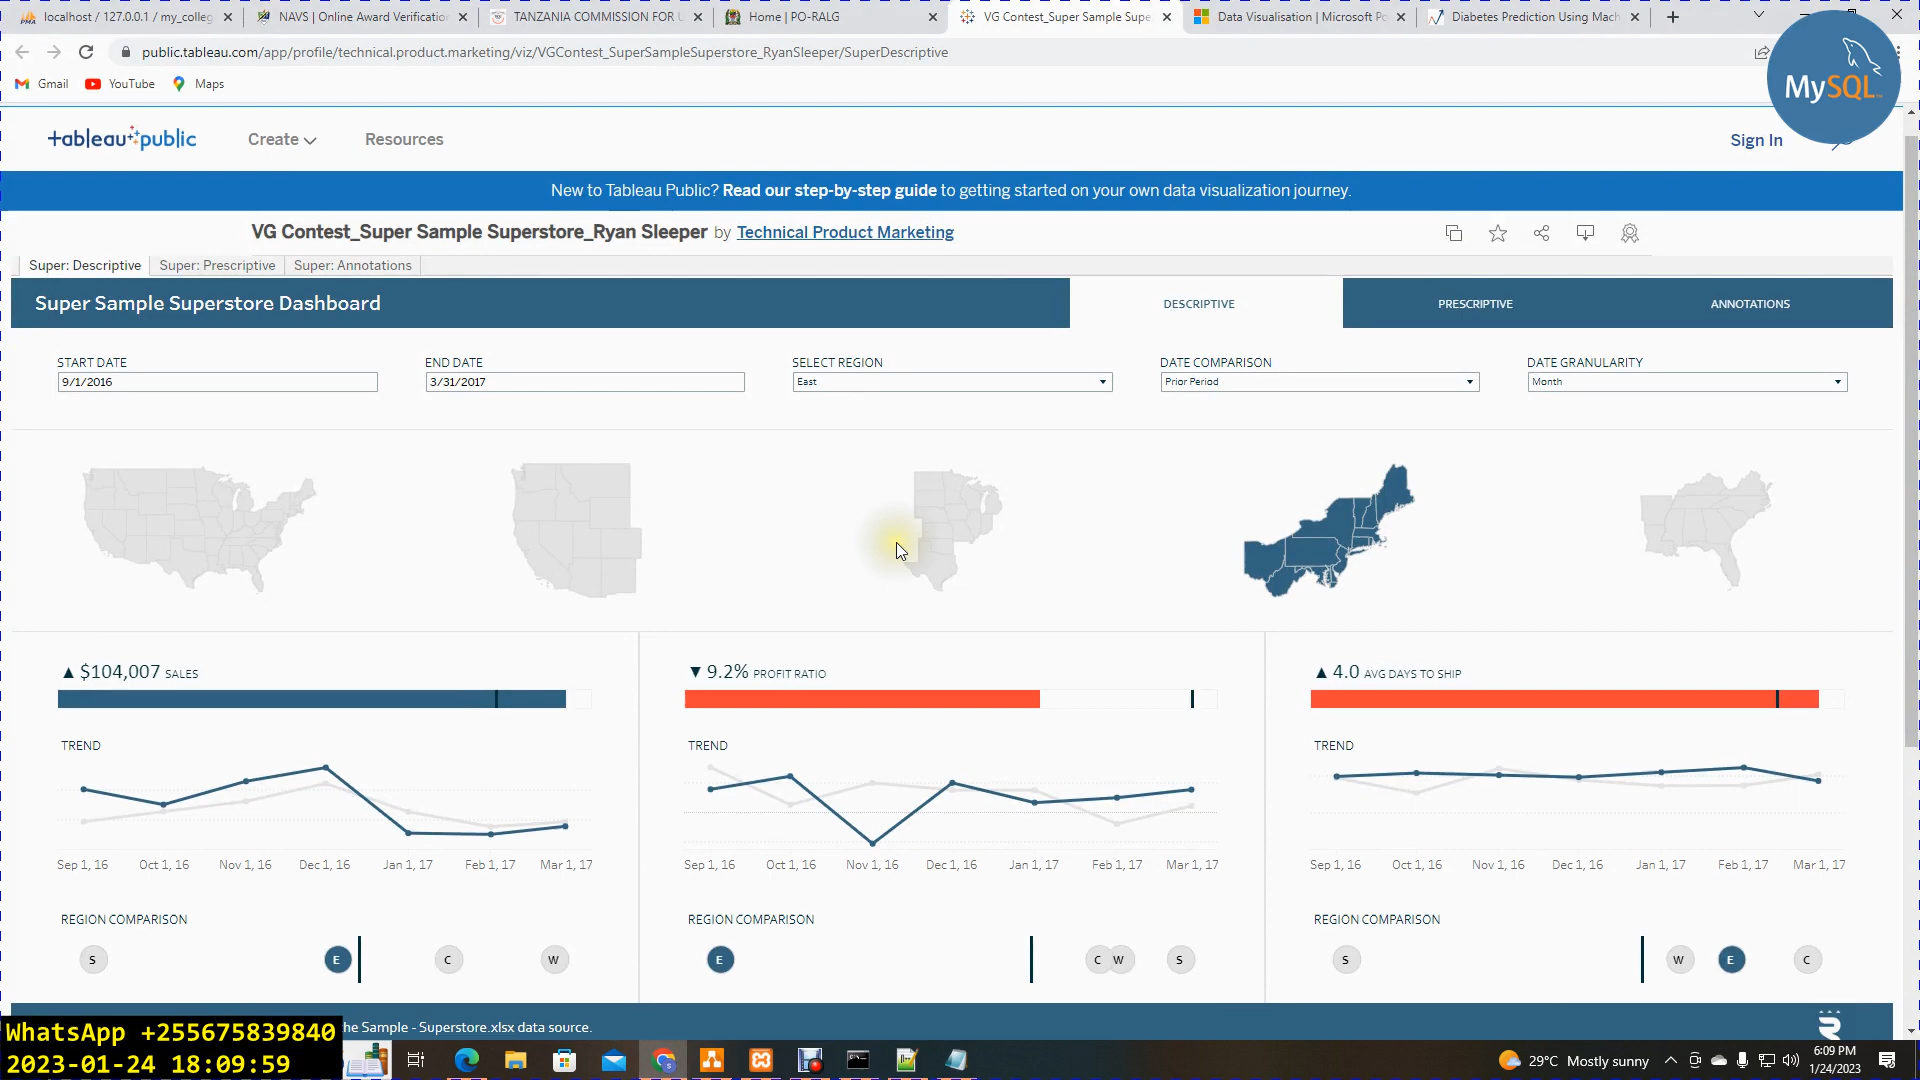 localhost / 127.0.0.1 / my_colleg
NAVS | Online Award Verificatio
TANZANIA COMMISSION FOR U
Home | PO-RALG
VG Contest_Super Sample Supe
Data Visualisation | Microsoft Po
Diabetes Prediction Using Mach
public.tableau.com/app/profile/technical.product.marketing/viz/VGContest_SuperSampleSuperstore_RyanSleeper/SuperDescriptive
Gmail
YouTube
Maps
MySQL
tableau public
Create
Resources
Sign In
New to Tableau Public? Read our step-by-step guide to getting started on your own data visualization journey.
VG Contest_Super Sample Superstore_Ryan Sleeper by Technical Product Marketing
Super: Descriptive
Super: Prescriptive
Super: Annotations
Super Sample Superstore Dashboard
DESCRIPTIVE
PRESCRIPTIVE
ANNOTATIONS
START DATE
END DATE
SELECT REGION
DATE COMPARISON
DATE GRANULARITY
9/1/2016
3/31/2017
East
Prior Period
Month
▲ $104,007 SALES
▼ 9.2% PROFIT RATIO
▲ 4.0 AVG DAYS TO SHIP
TREND
TREND
TREND
Sep 1, 16 Oct 1, 16 Nov 1, 16 Dec 1, 16 Jan 1, 17 Feb 1, 17 Mar 1, 17
Sep 1, 16 Oct 1, 16 Nov 1, 16 Dec 1, 16 Jan 1, 17 Feb 1, 17 Mar 1, 17
Sep 1, 16 Oct 1, 16 Nov 1, 16 Dec 1, 16 Jan 1, 17 Feb 1, 17 Mar 1, 17
REGION COMPARISON
REGION COMPARISON
REGION COMPARISON
S E C W
E C W S
S W E C
he Sample - Superstore.xlsx data source.
WhatsApp +255675839840
2023-01-24 18:09:59
29°C Mostly sunny
6:09 PM
1/24/2023